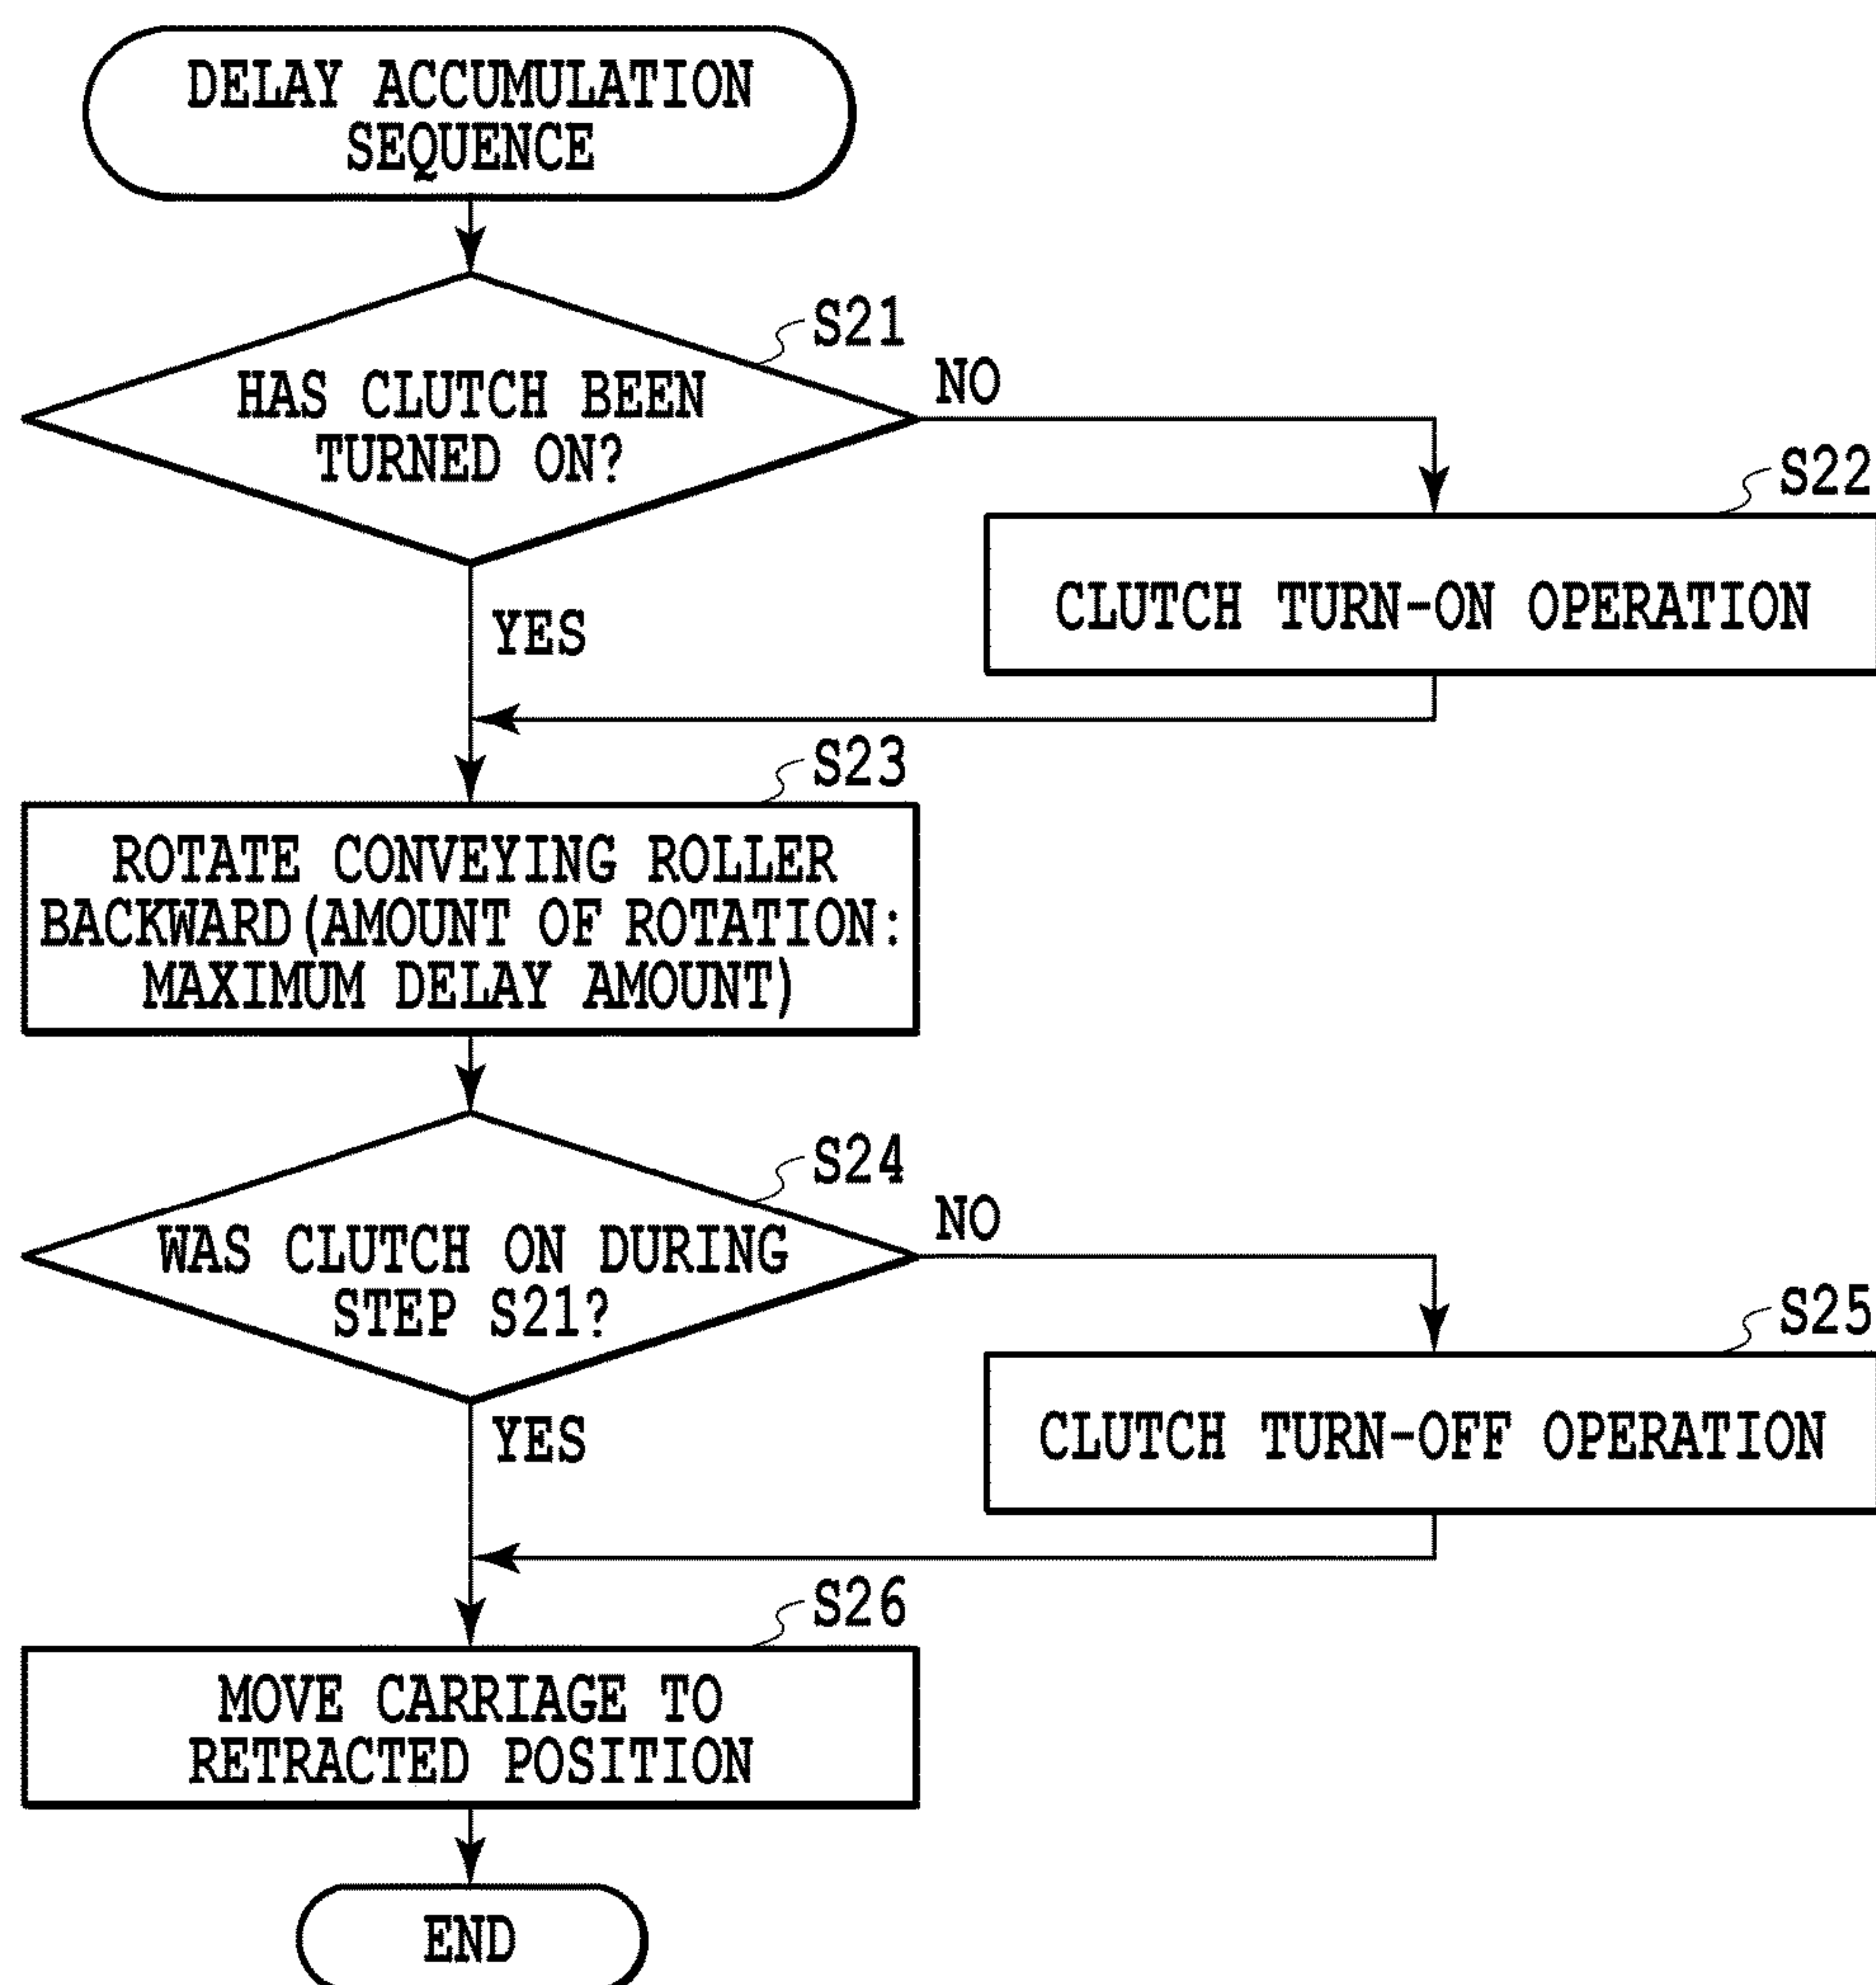 DELAY ACCUMULATION
SEQUENCE
S21
HAS CLUTCH BEEN
TURNED ON?
NO
S22
CLUTCH TURN-ON OPERATION
YES
S23
ROTATE CONVEYING ROLLER
BACKWARD(AMOUNT OF ROTATION:
MAXIMUM DELAY AMOUNT)
S24
WAS CLUTCH ON DURING
STEP S21?
NO
S25
CLUTCH TURN-OFF OPERATION
YES
S26
MOVE CARRIAGE TO
RETRACTED POSITION
END